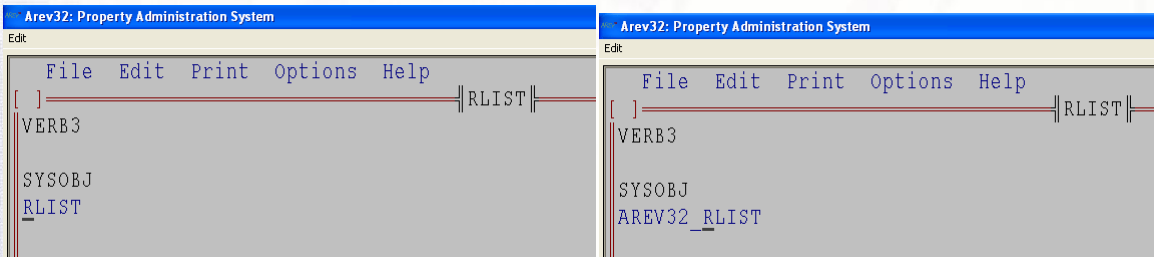 Arev32: Property Administration System
Edit
File Edit Print Options Help
[ ] RLIST
VERB3
SYSOBJ
RLIST
Arev32: Property Administration System
Edit
File Edit Print Options Help
[ ] RLIST
VERB3
SYSOBJ
AREV32_RLIST